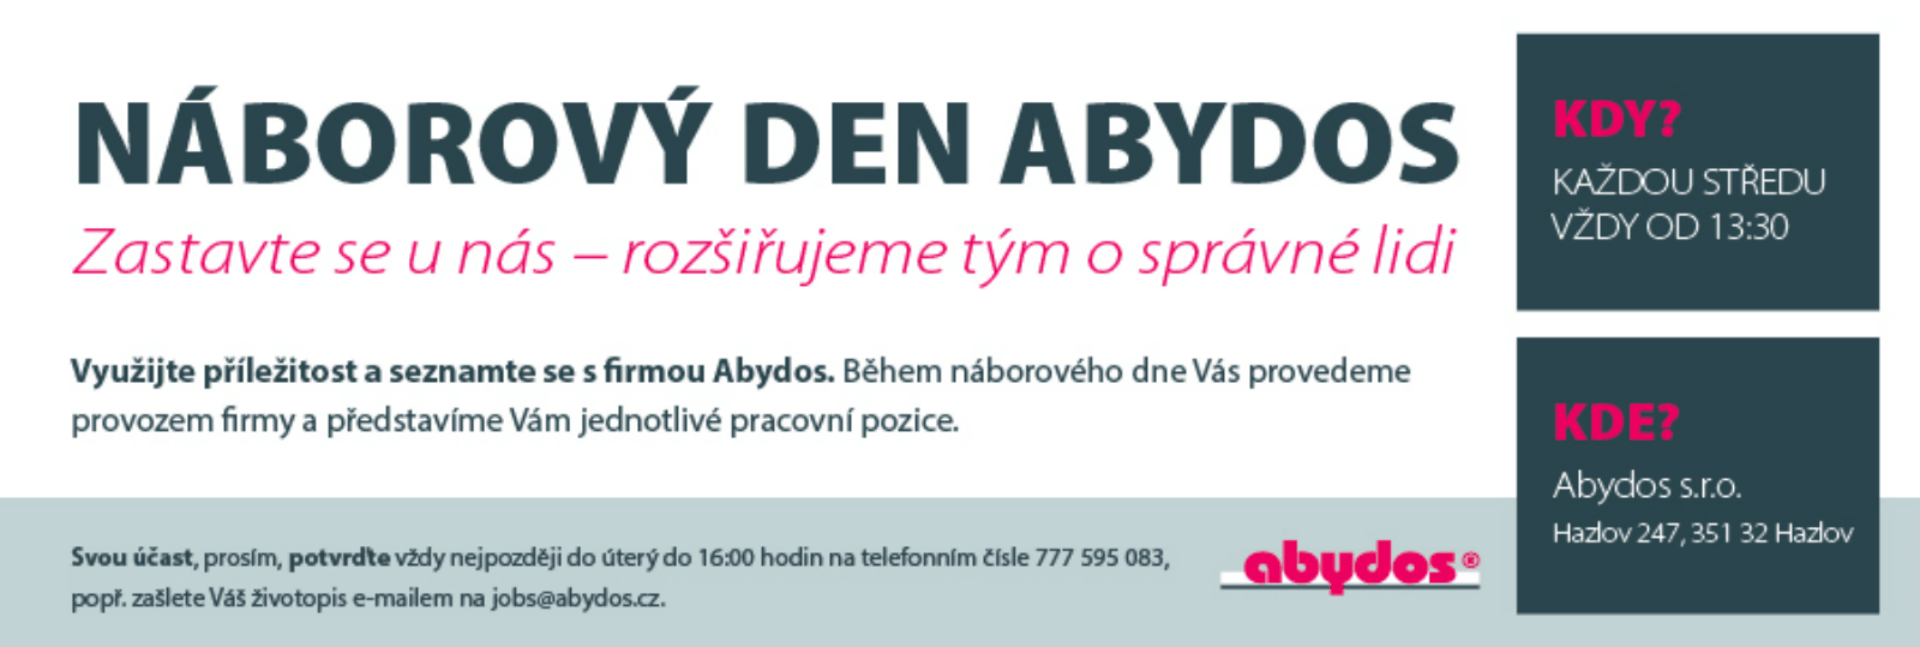 NÁBOROVÝ DEN ABYDOS
Zastavte se u nás – rozšiřujeme tým o správné lidi
Využijte příležitost a seznamte se s firmou Abydos. Během náborového dne Vás provedeme
provozem firmy a představíme Vám jednotlivé pracovní pozice.
Svou účast, prosím, potvrďte vždy nejpozději do úterý do 16:00 hodin na telefonním čísle 777 595 083,
popř. zašlete Váš životopis e-mailem na jobs@abydos.cz.
abydos®
KDY?
KAŽDOU STŘEDU
VŽDY OD 13:30
KDE?
Abydos s.r.o.
Hazlov 247, 351 32 Hazlov